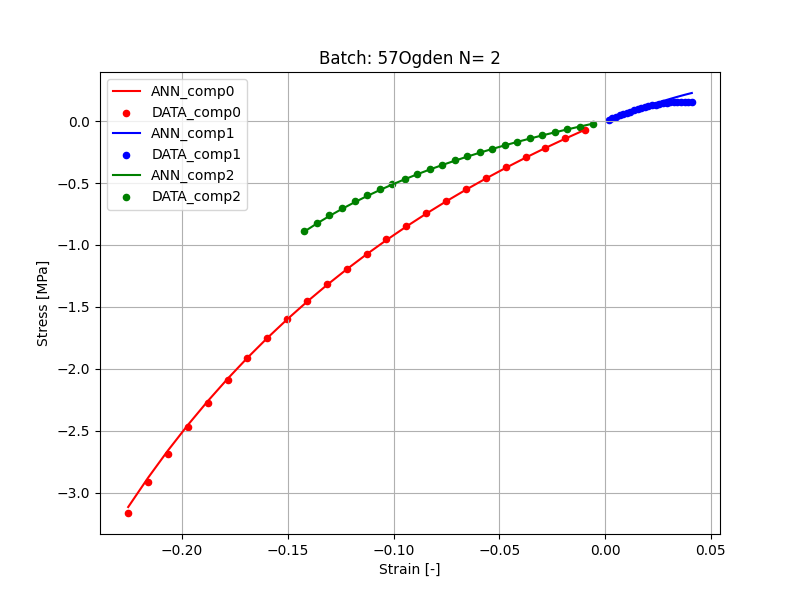 Batch: 57Ogden N= 2
ANN_comp0
DATA_comp0
ANN_comp1
DATA_comp1
ANN_comp2
DATA_comp2
0.0
−0.5
−1.0
−1.5
−2.0
−2.5
−3.0
Stress [MPa]
−0.20 −0.15 −0.10 −0.05 0.00 0.05
Strain [-]